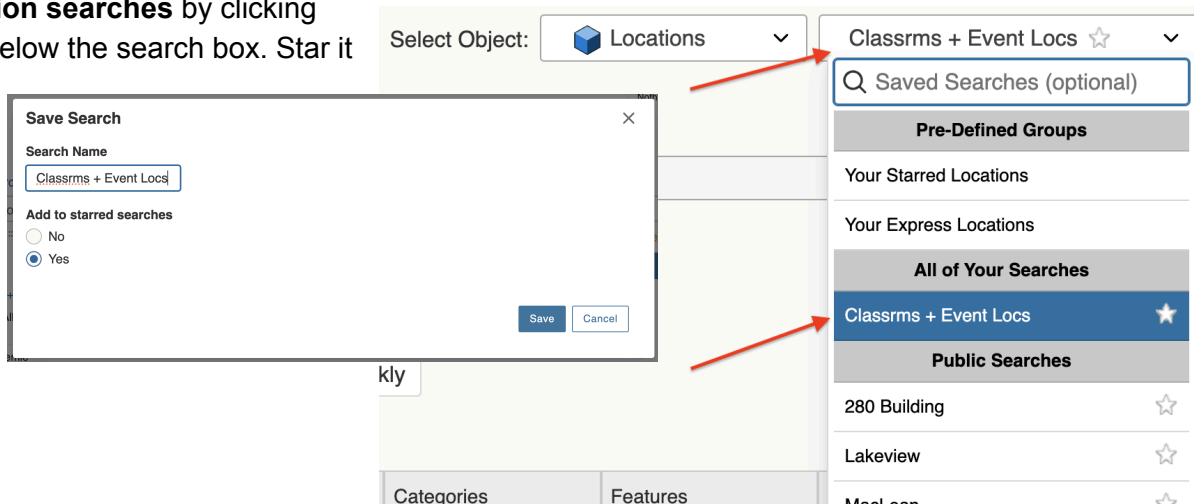 ion searches by clicking
elow the search box. Star it
Save Search
Search Name
Classrms + Event Locs
Add to starred searches
No
Yes
Save
Cancel
Select Object:
Locations
Classrms + Event Locs
Saved Searches (optional)
Pre-Defined Groups
Your Starred Locations
Your Express Locations
All of Your Searches
Classrms + Event Locs
Public Searches
280 Building
Lakeview
MacLean
kly
Categories
Features